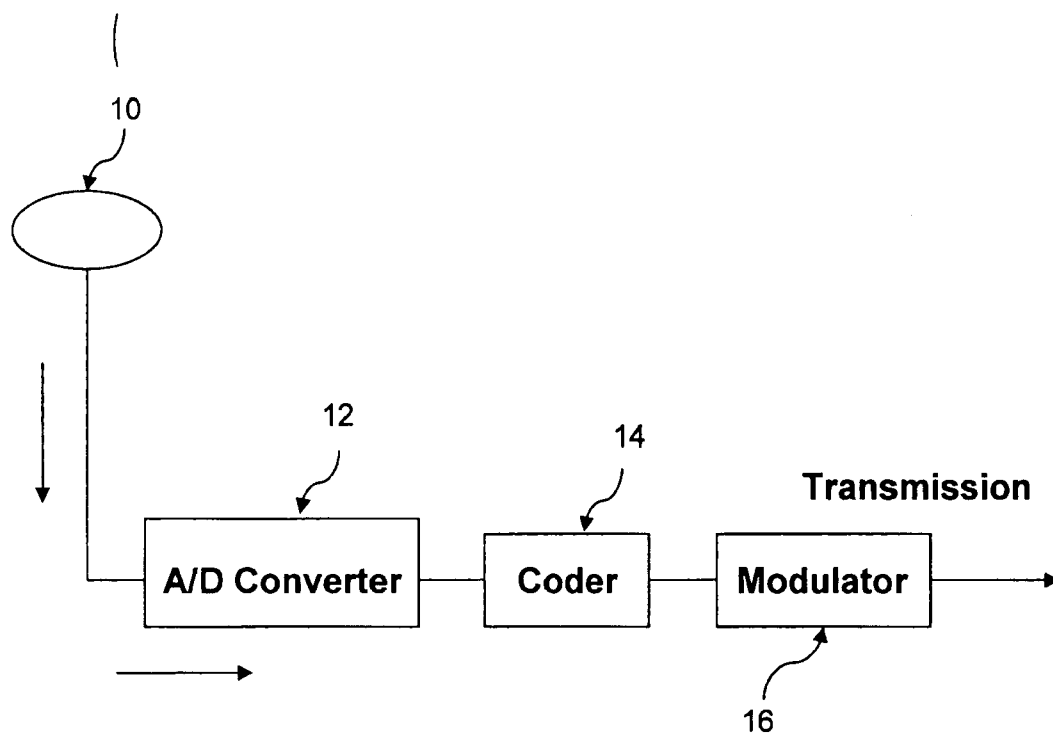 10
12
14
Transmission
A/D Converter
Coder
Modulator
16